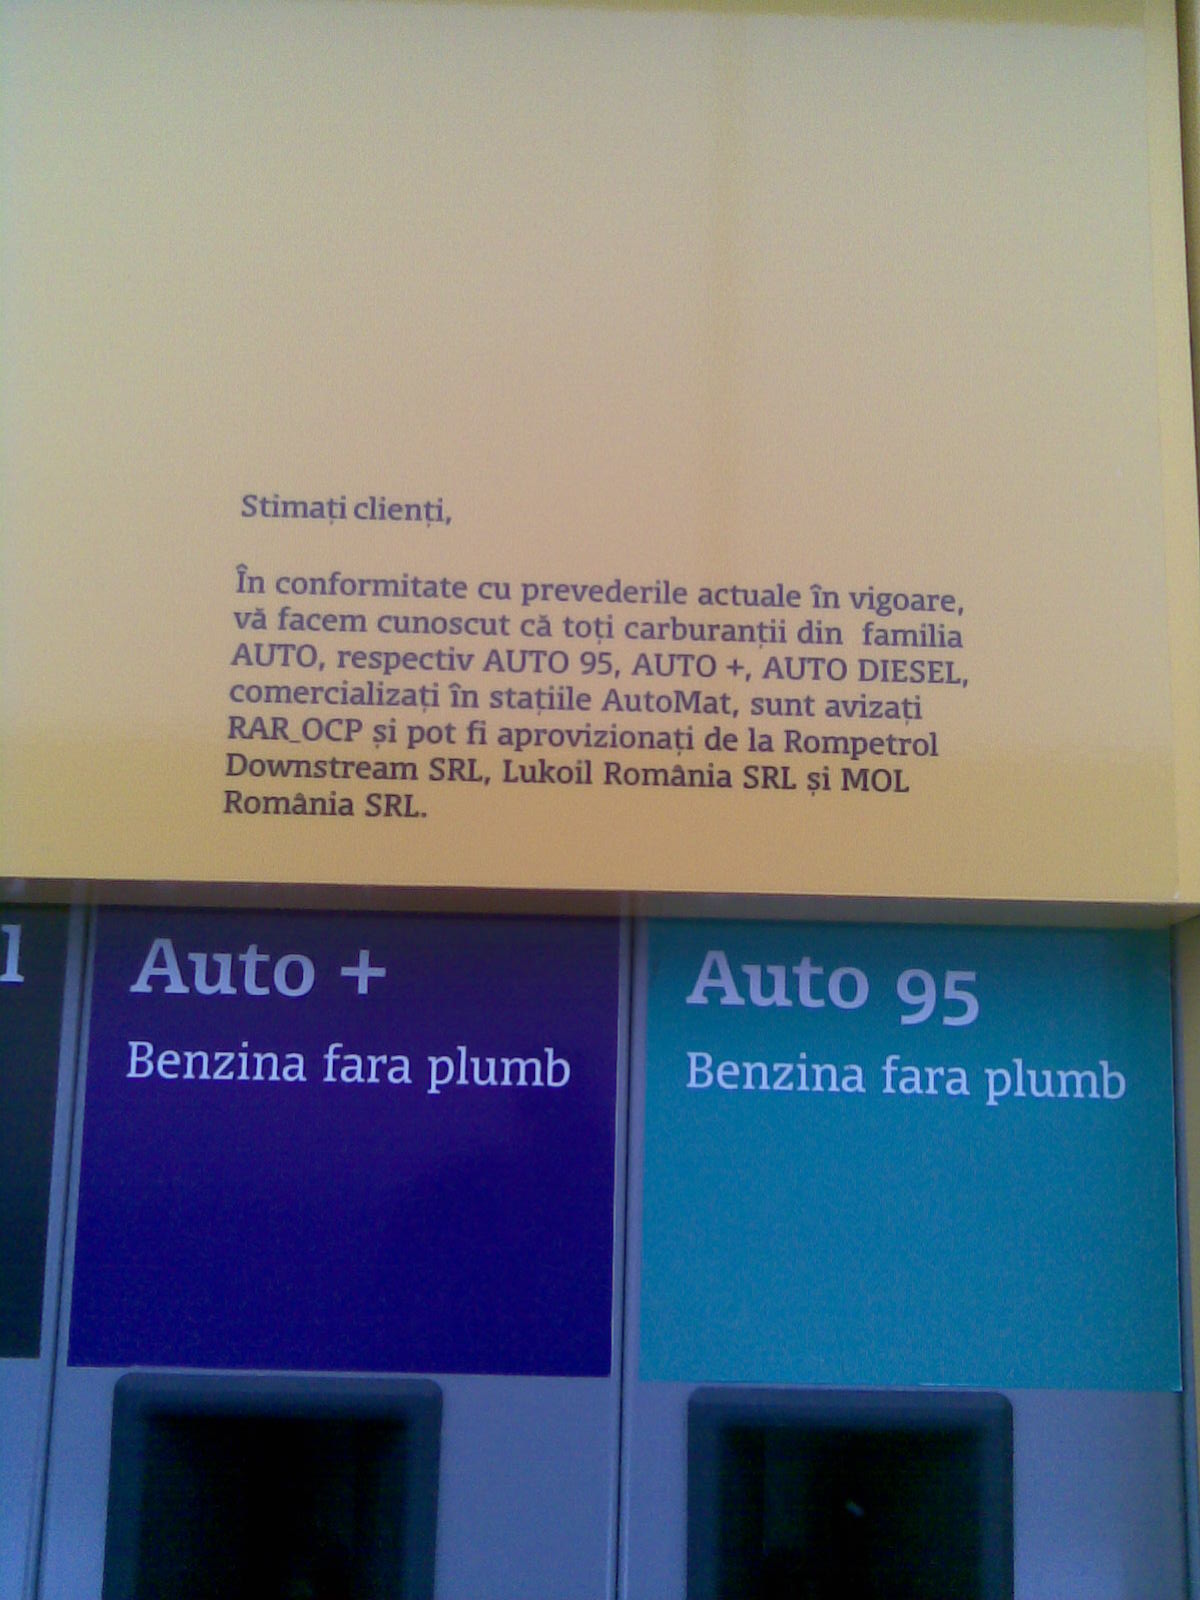 Stimați clienți,
În conformitate cu prevederile actuale în vigoare,
vă facem cunoscut că toți carburanții din familia
AUTO, respectiv AUTO 95, AUTO +, AUTO DIESEL,
comercializați în stațiile AutoMat, sunt avizați
RAR_OCP și pot fi aprovizionați de la Rompetrol
Downstream SRL, Lukoil România SRL și MOL
România SRL.
Auto +
Benzina fara plumb
Auto 95
Benzina fara plumb